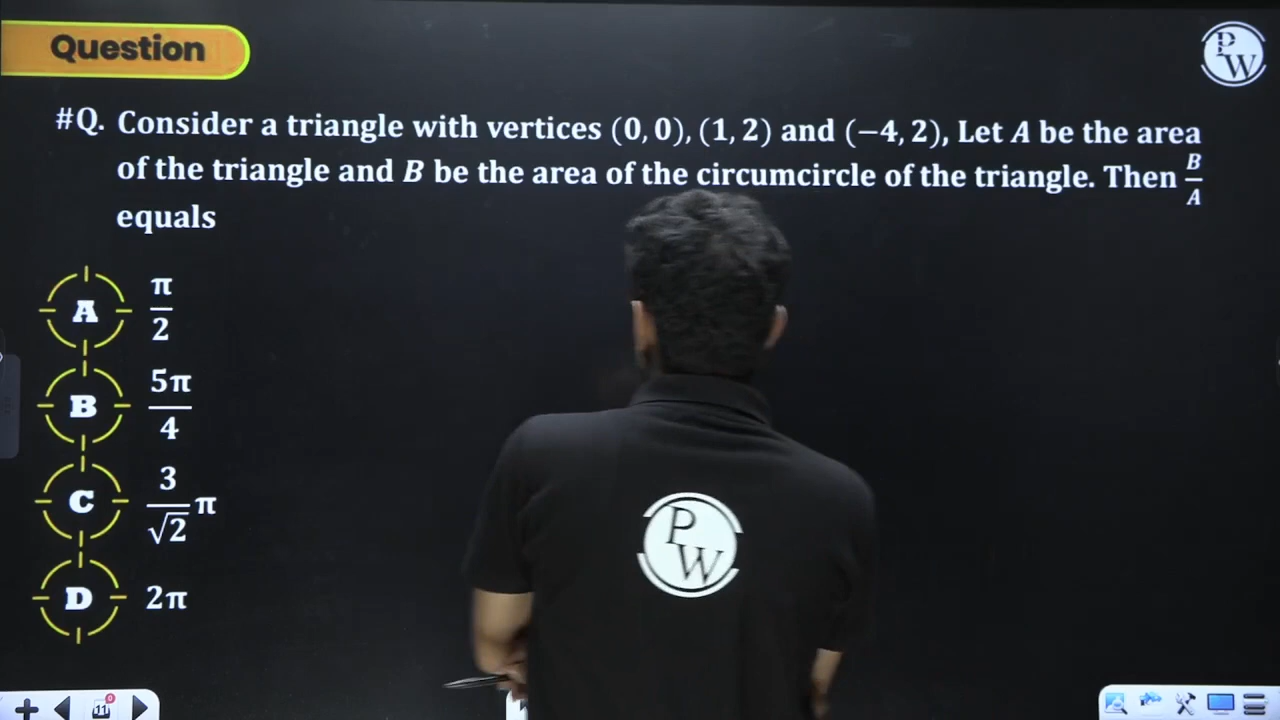 Question
PW
#Q. Consider a triangle with vertices (0, 0), (1, 2) and (−4, 2), Let A be the area
of the triangle and B be the area of the circumcircle of the triangle. Then B/A
equals
A π/2
B 5π/4
C 3/√2 π
D 2π
PW
11